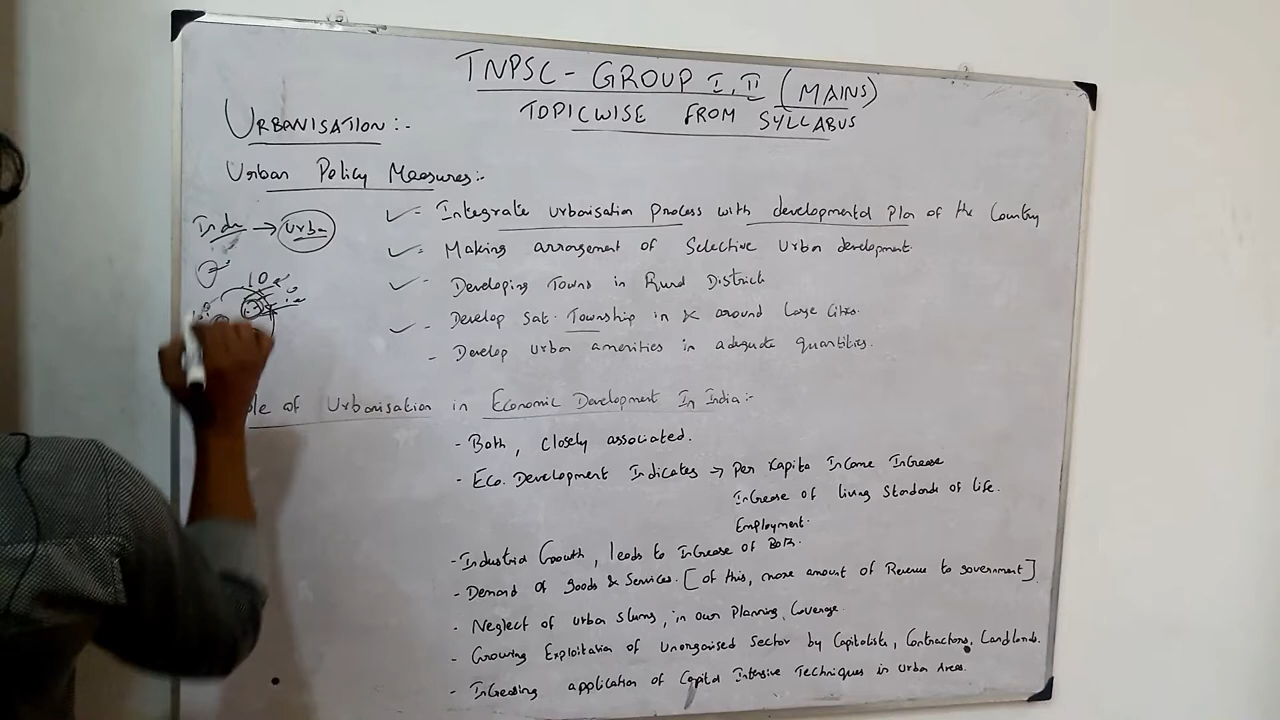 TNPSC - GROUP I, II (MAINS)
TOPICWISE FROM SYLLABUS
URBANISATION:-
Urban Policy Measures:-
- Integrate urbanisation process with developmental plan of the Country
Indu → Urba
- Making arrangement of Selective Urban development.
- Developing Towns in Rural Districts
10
- Develop Sat. Township in & around Large Cities.
- Develop Urban amenities in adequate quantities.
ole of Urbanisation in Economic Development In India:-
- Both, closely associated.
- Eco. Development Indicates → Per Kapita Income Increase
Increase of living Standards of life.
Employment.
- Industrial Growth, leads to Increase of Both.
- Demand of goods & Services. [of this, more amount of Revenue to government]
- Neglect of urban slums, in our Planning Coverage.
- Growing Exploitation of Unorganised Sector by Capitalists, Contractors, Landlords.
- Increasing application of Capital Intensive Techniques in Urban Areas.